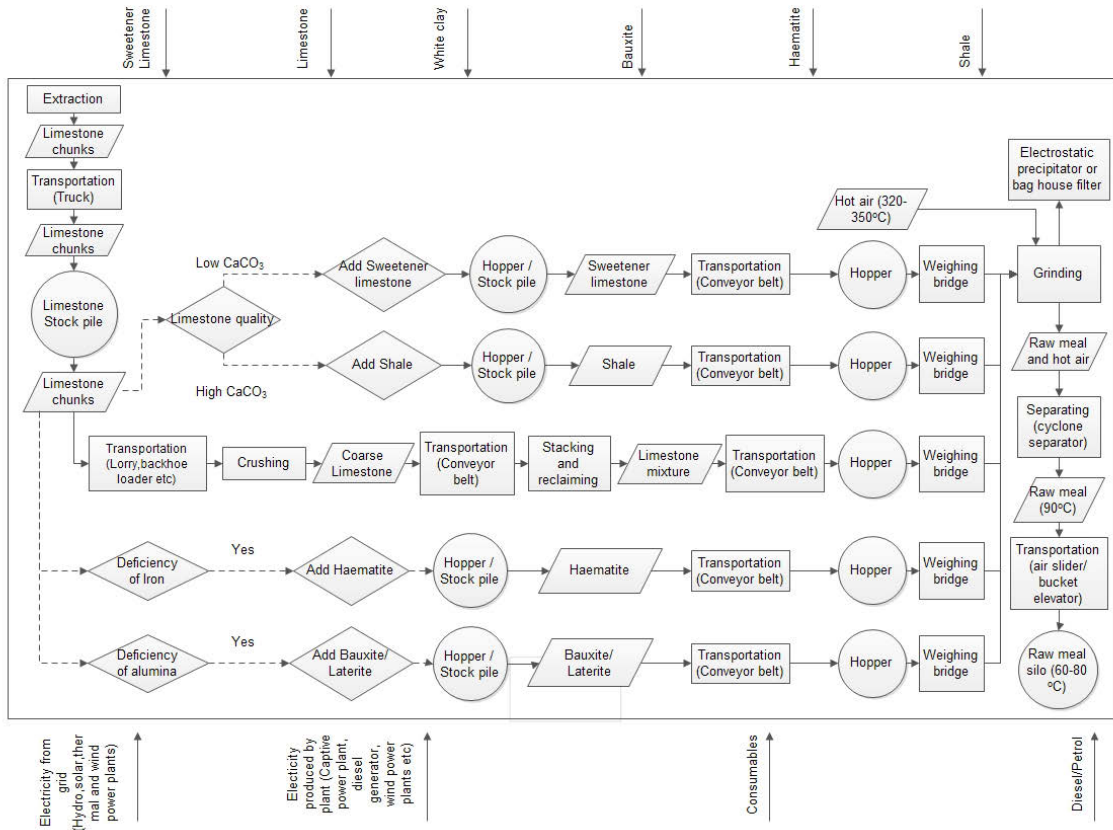 Sweetener
Limestone
Limestone
White clay
Bauxite
Haematite
Shale
Extraction
Limestone
chunks
Transportation
(Truck)
Limestone
chunks
Limestone
Stock pile
Limestone
chunks
Low CaCO₃
Limestone quality
High CaCO₃
Add Sweetener
limestone
Hopper /
Stock pile
Sweetener
limestone
Transportation
(Conveyor belt)
Hopper
Weighing
bridge
Add Shale
Hopper /
Stock pile
Shale
Transportation
(Conveyor belt)
Hopper
Weighing
bridge
Transportation
(Lorry,backhoe
loader etc)
Crushing
Coarse
Limestone
Transportation
(Conveyor
belt)
Stacking
and
reclaiming
Limestone
mixture
Transportation
(Conveyor belt)
Hopper
Weighing
bridge
Deficiency
of Iron
Yes
Add Haematite
Hopper /
Stock pile
Haematite
Transportation
(Conveyor belt)
Hopper
Weighing
bridge
Deficiency
of alumina
Yes
Add Bauxite/
Laterite
Hopper /
Stock pile
Bauxite/
Laterite
Transportation
(Conveyor belt)
Hopper
Weighing
bridge
Electrostatic
precipitator or
bag house filter
Hot air (320-
350ºC)
Grinding
Raw meal
and hot air
Separating
(cyclone
separator)
Raw meal
(90ºC)
Transportation
(air slider/
bucket
elevator)
Raw meal
silo (60-80
ºC)
Electricity from
grid
(Hydro,solar,ther
mal and wind
power plants)
Electicity
produced by
plant (Captive
power plant,
diesel
generator,
wind power
plants etc)
Consumables
Diesel/Petrol